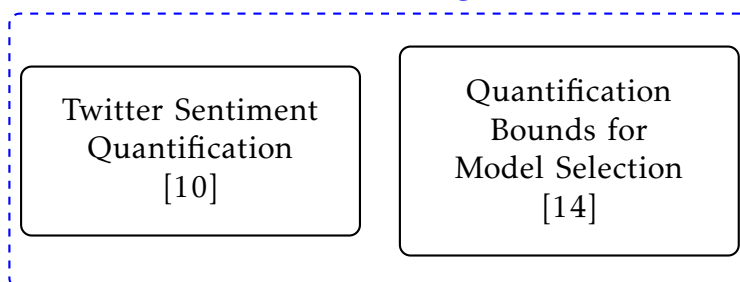 Twitter Sentiment
Quantification
[10]
Quantification
Bounds for
Model Selection
[14]